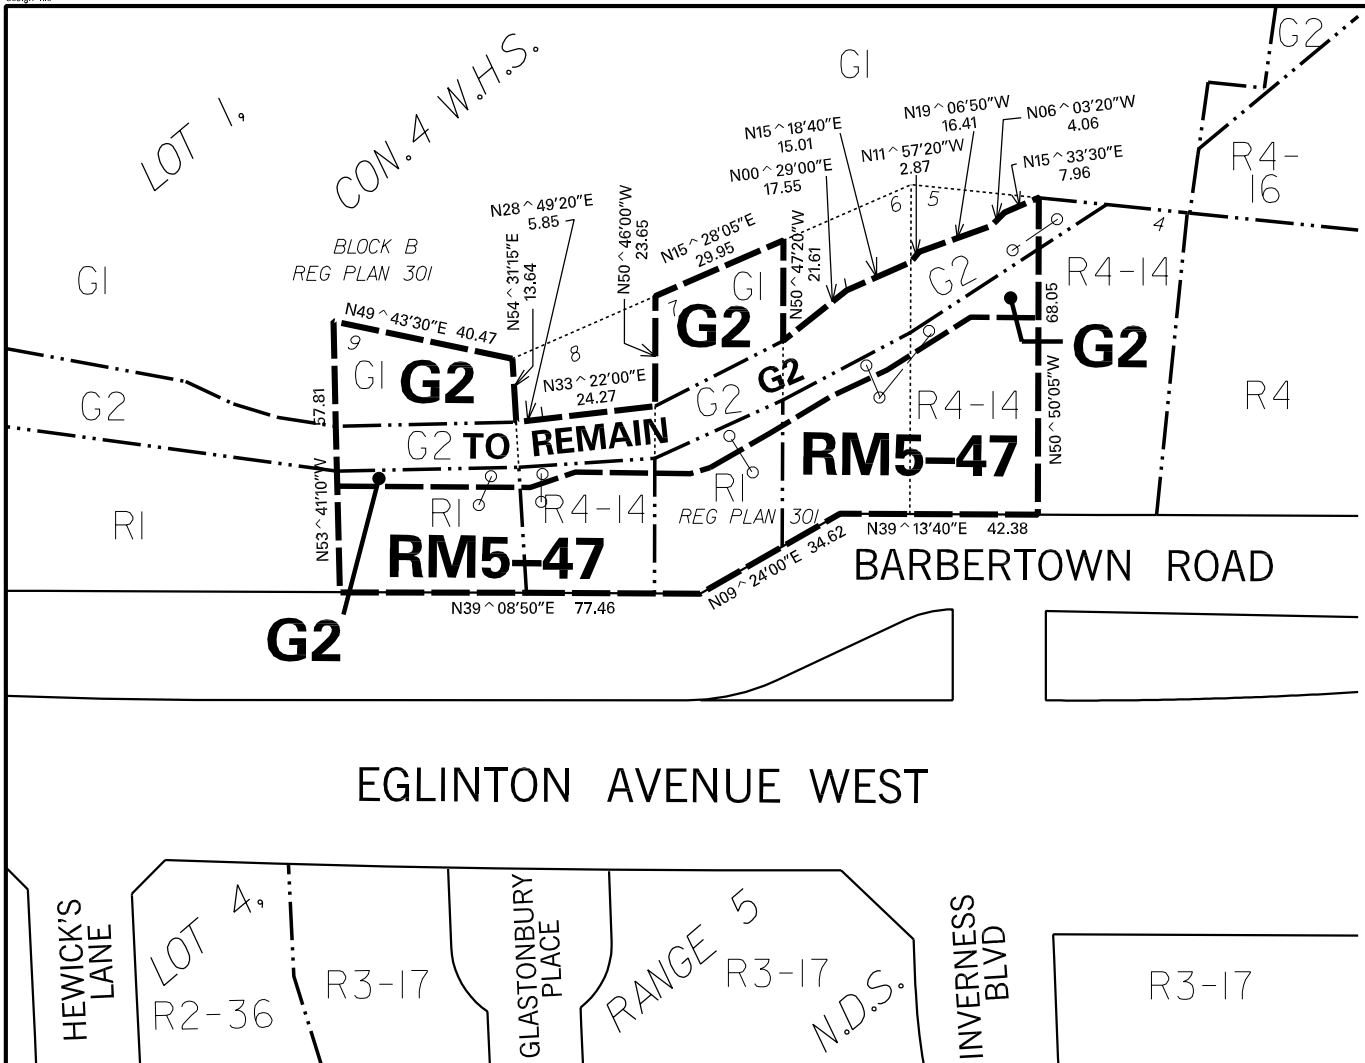 G2
G1
LOT 1,
CON. 4 W.H.S.
N15^18'40"E
15.01
N19^06'50"W
16.41
N06^03'20"W
4.06
N00^29'00"E
17.55
N11^57'20"W
2.87
N15^33'30"E
7.96
R4-
16
N28^49'20"E
5.85
N54^31'15"E
13.64
N50^46'00"W
23.65
N15^28'05"E
29.95
N50^47'20"W
21.61
6
5
4
BLOCK B
REG PLAN 301
G1
N49^43'30"E 40.47
9
G1
G2
8
7
G1
G2
G2
R4-14
68.05
G2
N33^22'00"E
24.27
G2
G2
57.81
G2
G2 TO REMAIN
R4-14
N50^50'05"W
R4
RM5-47
R1
N53^41'10"W
R1
R4-14
R1
REG PLAN 301
RM5-47
N39^08'50"E 77.46
N09^24'00"E 34.62
N39^13'40"E 42.38
BARBERTOWN ROAD
G2
EGLINTON AVENUE WEST
HEWICK'S
LANE
LOT 4,
R2-36
R3-17
GLASTONBURY
PLACE
RANGE 5
R3-17
N.D.S.
INVERNESS
BLVD
R3-17